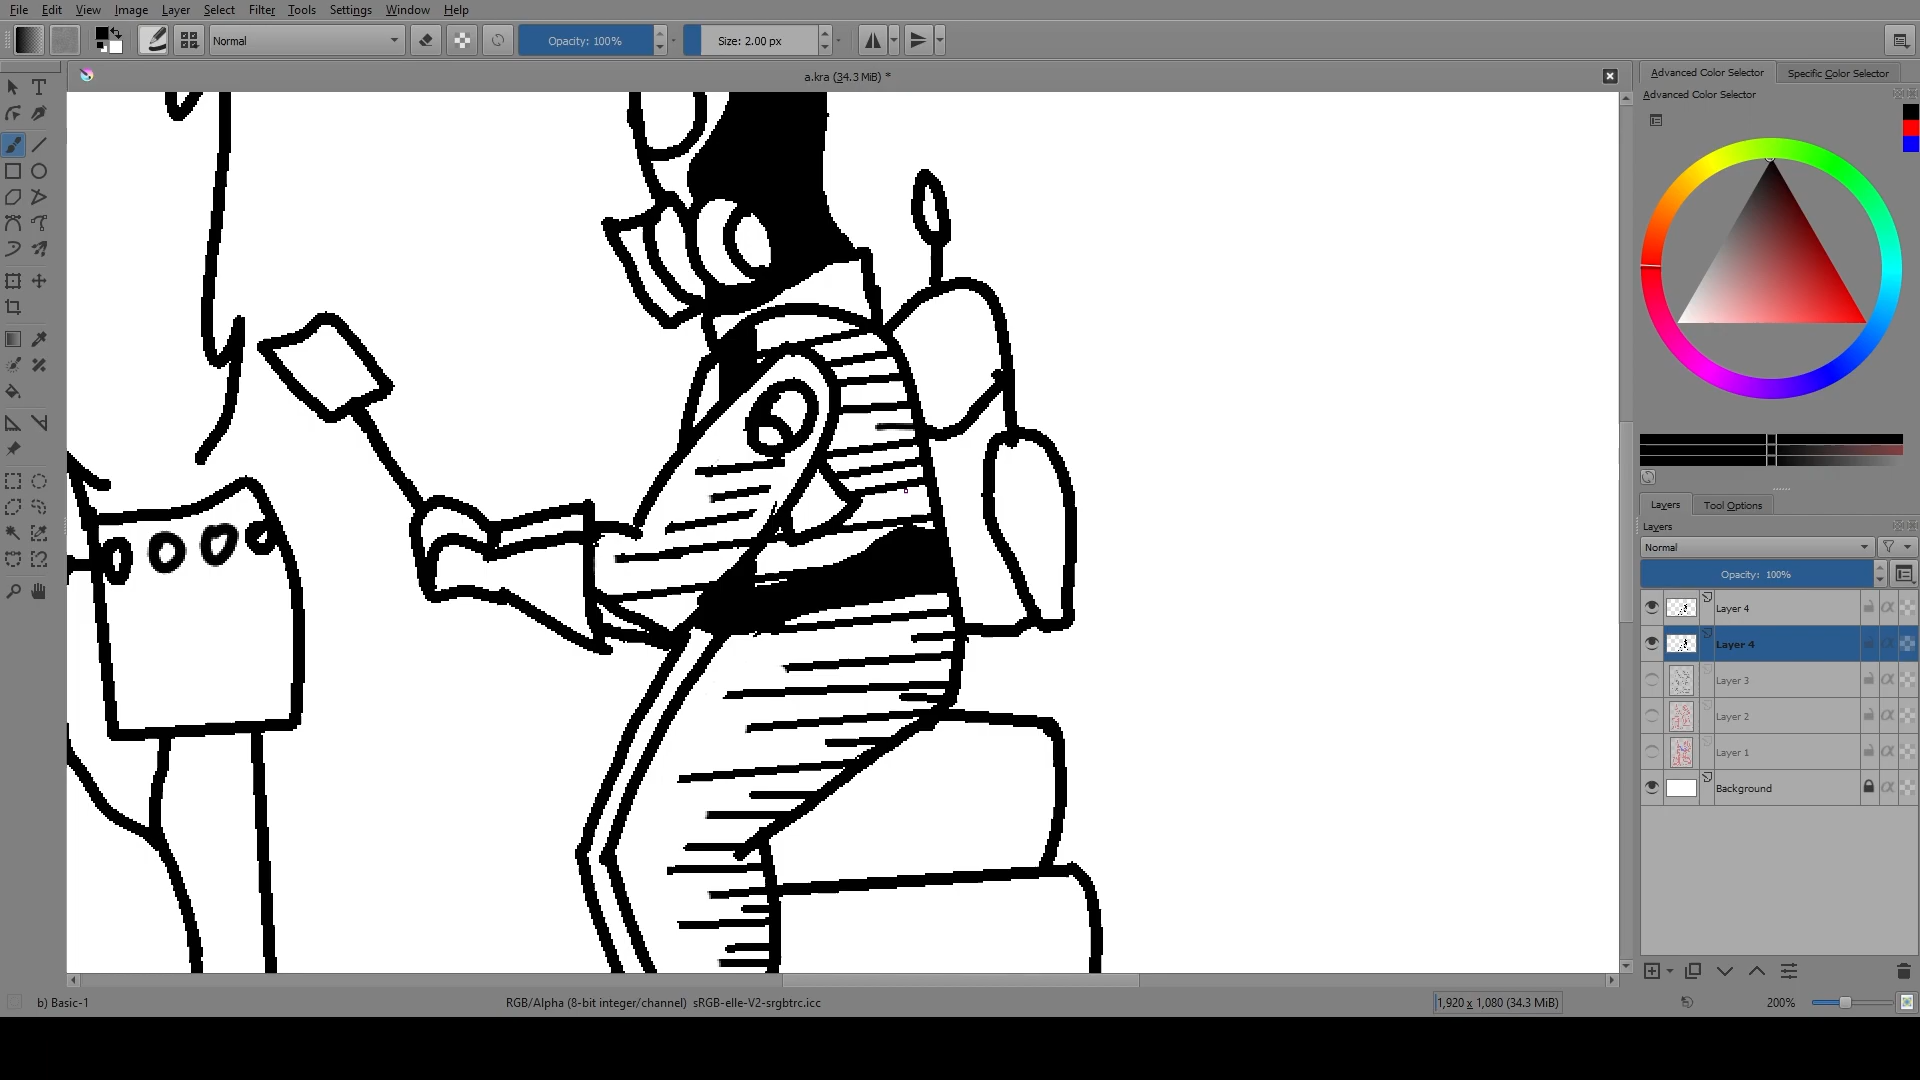 File Edit View Image Layer Select Filter Tools Settings Window Help
Normal Opacity: 100% Size: 2.00 px
a.kra (34.3 MiB) *
Advanced Color Selector Specific Color Selector
Advanced Color Selector
Layers Tool Options
Layers
Normal
Opacity: 100%
Layer 4
Layer 4
Layer 3
Layer 2
Layer 1
Background
b) Basic-1 RGB/Alpha (8-bit integer/channel) sRGB-elle-V2-srgbtrc.icc 1,920 x 1,080 (34.3 MiB) 200%